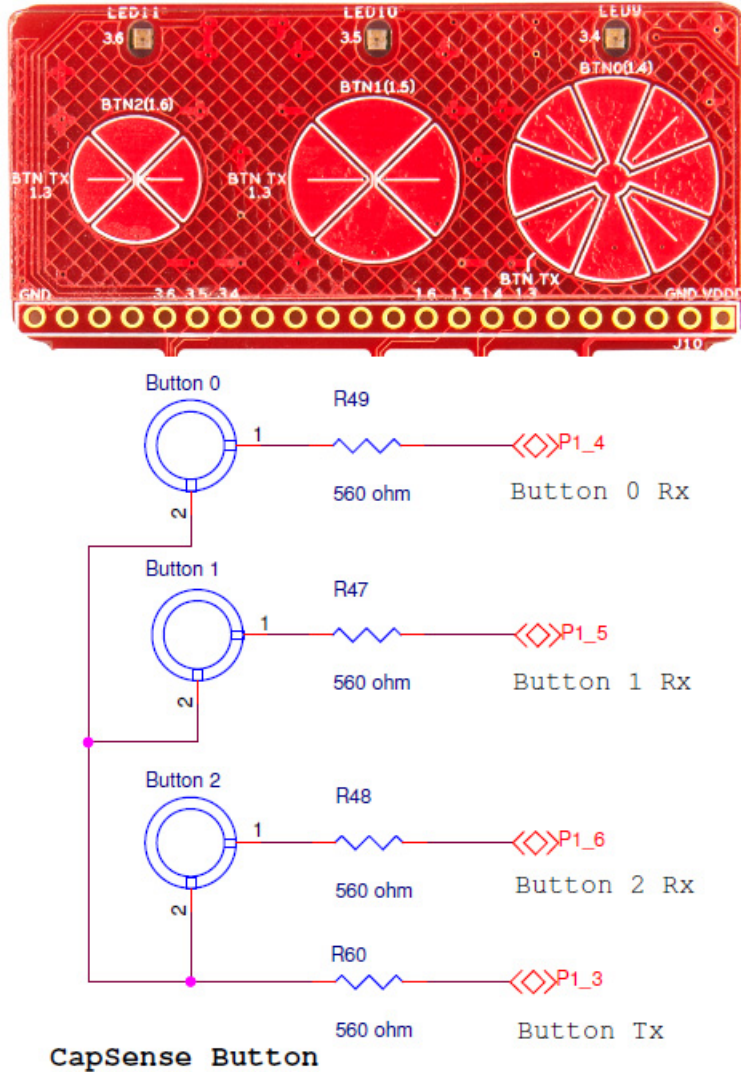 LED11 LED10 LED9
3.6 3.5 3.4
BTN2(1.6) BTN1(1.5) BTN0(1.4)
BTN TX
1.3
BTN TX
1.3
BTN TX
GND 3.6 3.5 3.4 1.6 1.5 1.4 1.3 GND VDDD
J10
Button 0
R49
1
P1_4
560 ohm
Button 0 Rx
2
Button 1
R47
1
P1_5
560 ohm
Button 1 Rx
2
Button 2
R48
1
P1_6
560 ohm
Button 2 Rx
2
R60
P1_3
560 ohm
Button Tx
CapSense Button